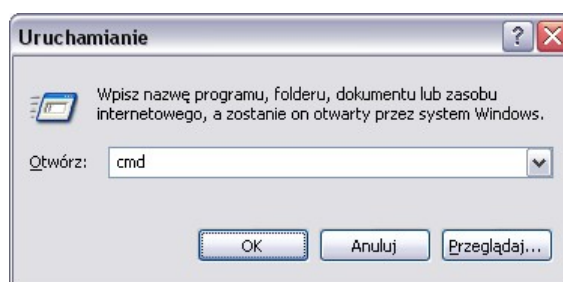 Uruchamianie
Wpisz nazwę programu, folderu, dokumentu lub zasobu
internetowego, a zostanie on otwarty przez system Windows.
Otwórz: cmd
OK Anuluj Przeglądaj...